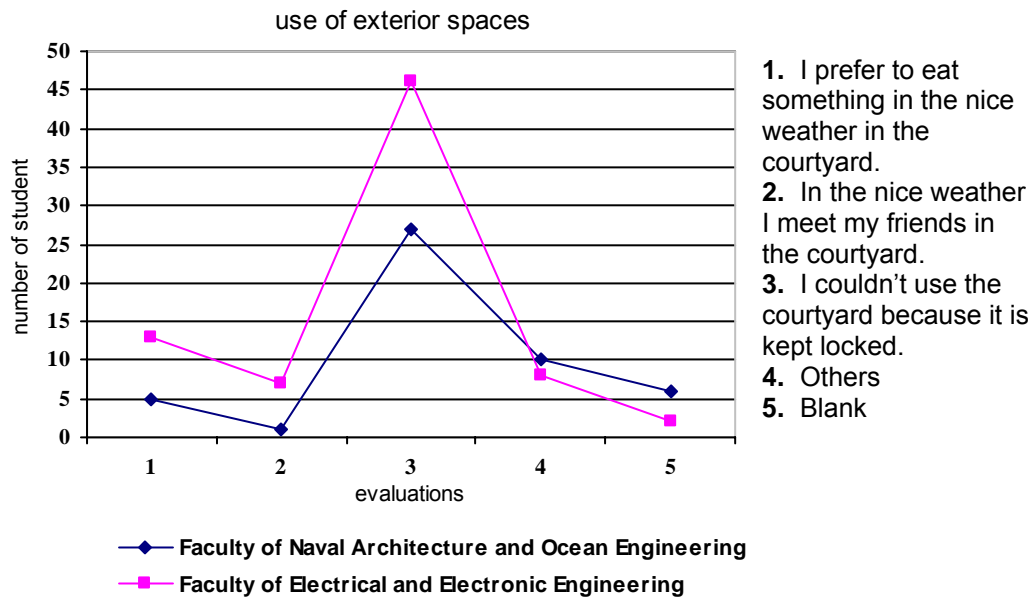 use of exterior spaces
50
45
40
35
30
25
20
15
10
5
0
number of student
1 2 3 4 5
evaluations
1. I prefer to eat
something in the nice
weather in the
courtyard.
2. In the nice weather
I meet my friends in
the courtyard.
3. I couldn't use the
courtyard because it is
kept locked.
4. Others
5. Blank
Faculty of Naval Architecture and Ocean Engineering
Faculty of Electrical and Electronic Engineering